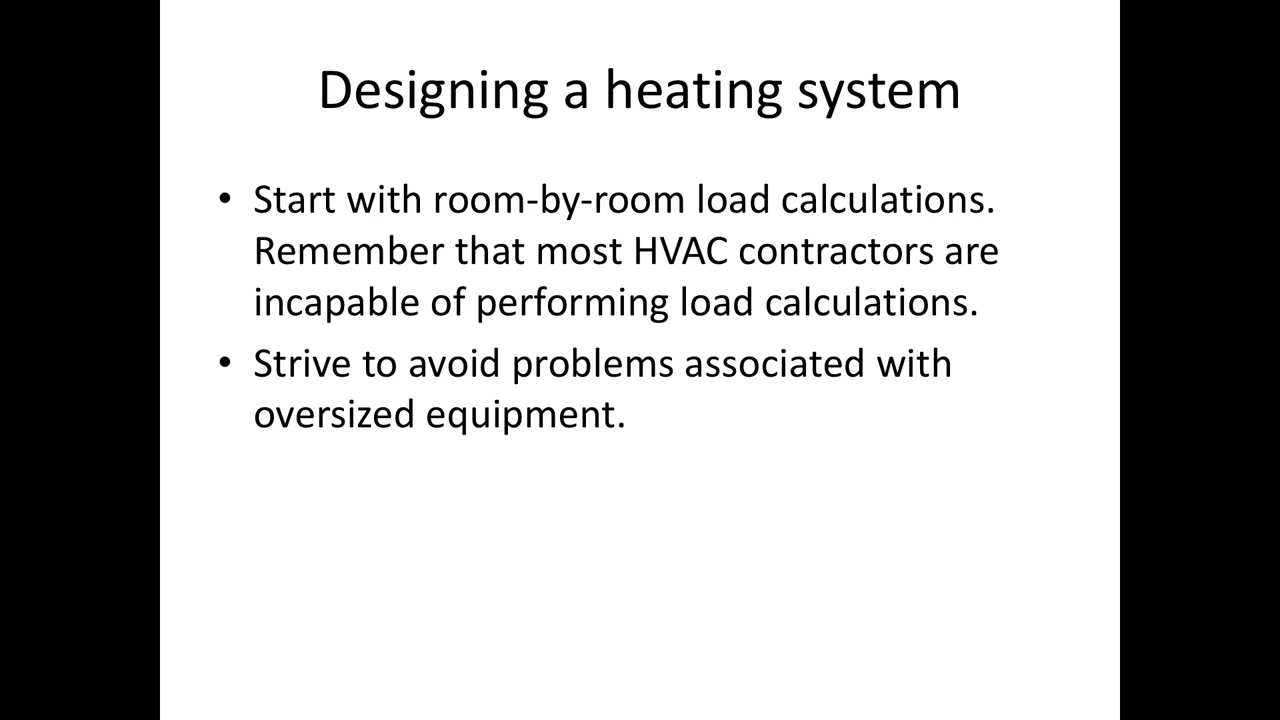 Designing a heating system
• Start with room-by-room load calculations.
Remember that most HVAC contractors are
incapable of performing load calculations.
• Strive to avoid problems associated with
oversized equipment.